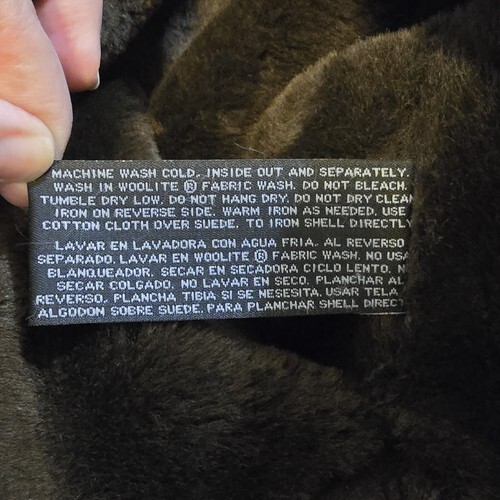 MACHINE WASH COLD, INSIDE OUT AND SEPARATELY.
WASH IN WOOLITE ® FABRIC WASH. DO NOT BLEACH.
TUMBLE DRY LOW. DO NOT HANG DRY. DO NOT DRY CLEAN
IRON ON REVERSE SIDE. WARM IRON AS NEEDED. USE
COTTON CLOTH OVER SUEDE. TO IRON SHELL DIRECTLY
LAVAR EN LAVADORA CON AGUA FRIA. AL REVERSO
SEPARADO. LAVAR EN WOOLITE ® FABRIC WASH. NO USA
BLANQUEADOR. SECAR EN SECADORA CICLO LENTO. N
SECAR COLGADO. NO LAVAR EN SECO. PLANCHAR AL
REVERSO. PLANCHA TIBIA SI SE NESESITA. USAR TELA
ALGODON SOBRE SUEDE. PARA PLANCHAR SHELL DIRECT